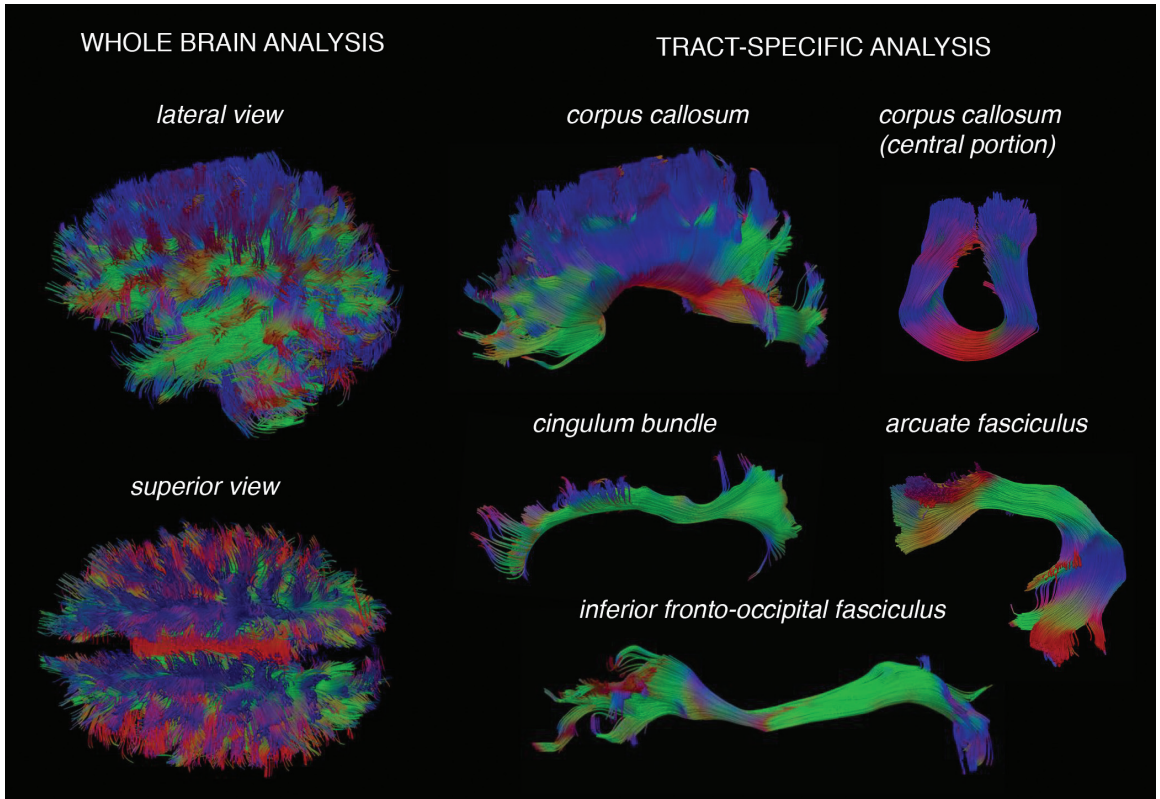 WHOLE BRAIN ANALYSIS
lateral view
superior view
TRACT-SPECIFIC ANALYSIS
corpus callosum
corpus callosum
(central portion)
cingulum bundle
arcuate fasciculus
inferior fronto-occipital fasciculus